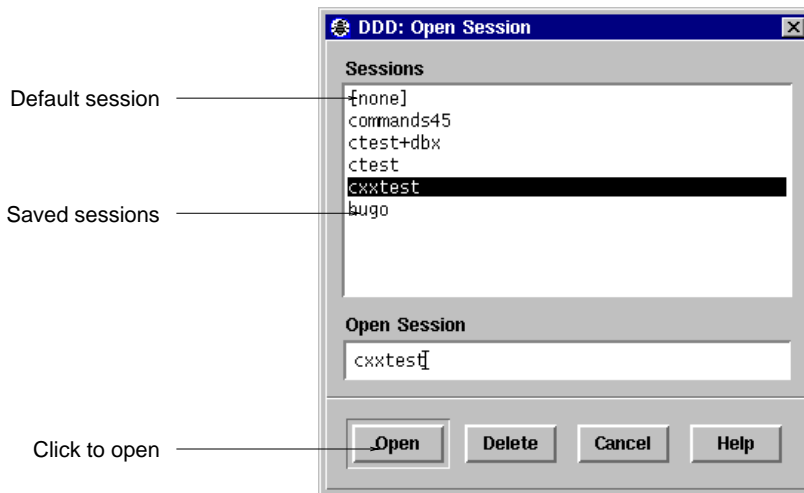 DDD: Open Session
Sessions
Default session
[none]
commands45
ctest+dbx
ctest
cxxtest
Saved sessions
bugo
Open Session
cxxtest
Click to open
Open
Delete
Cancel
Help